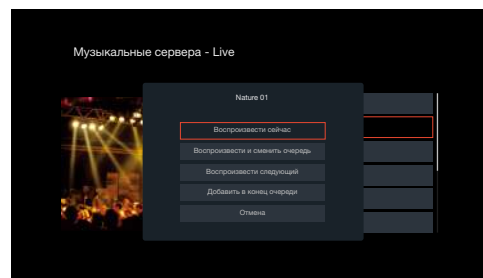 Музыкальные сервера - Live
Nature 01
Воспроизвести сейчас
Воспроизвести и сменить очередь
Воспроизвести следующий
Добавить в конец очереди
Отмена